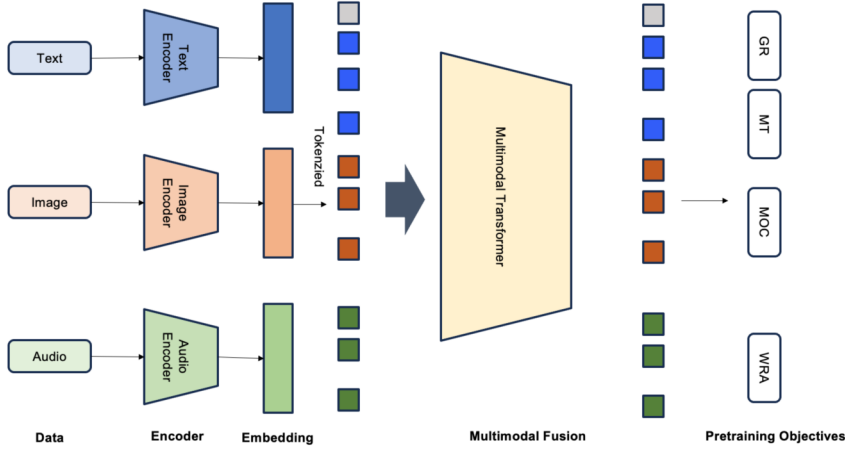 Text
Text
Encoder
GR
MT
Tokenzied
Image
Image
Encoder
Multimodal Transformer
MOC
Audio
Audio
Encoder
WRA
Data
Encoder
Embedding
Multimodal Fusion
Pretraining Objectives